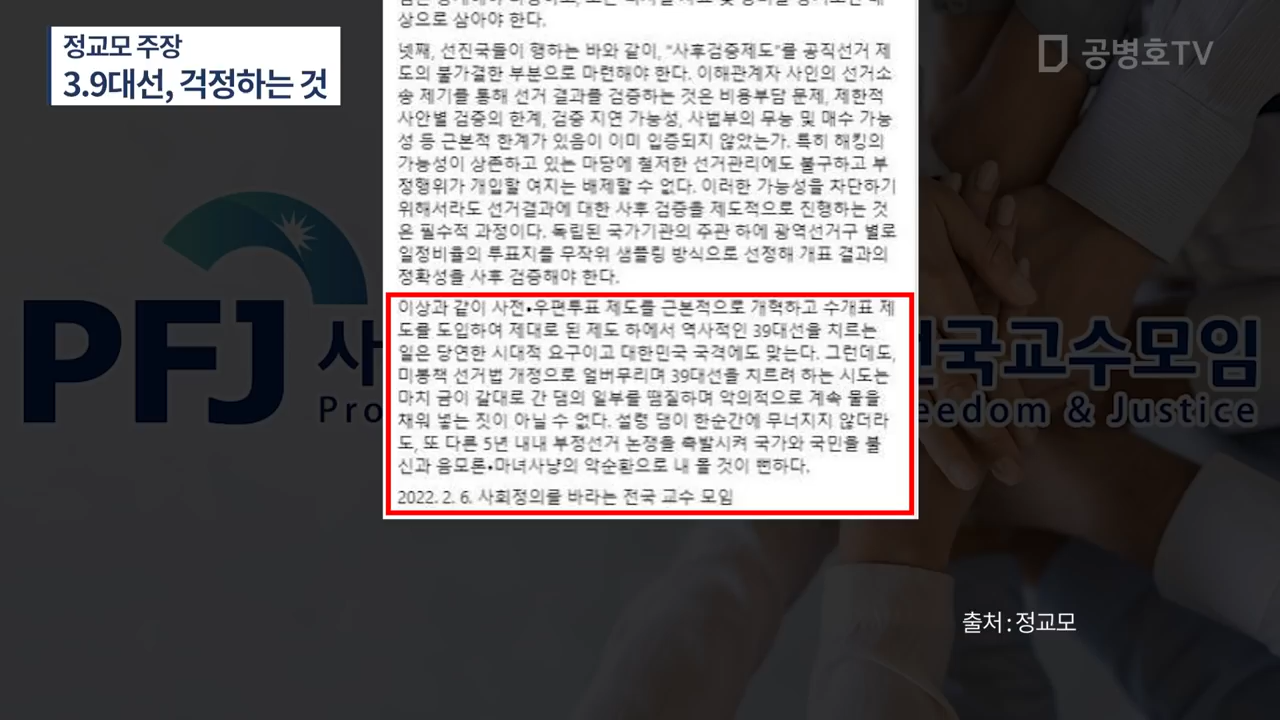 정교모 주장
3.9대선, 걱정하는 것
공병호TV
상으로 삼아야 한다.
넷째, 선진국들이 행하는 바와 같이, "사후검증제도"를 공직선거 제
도의 불가결한 부분으로 마련해야 한다. 이해관계자 사인의 선거소
송 제기를 통해 선거 결과를 검증하는 것은 비용부담 문제, 제한적
사안별 검증의 한계, 검증 지연 가능성, 사법부의 무능 및 매수 가능
성 등 근본적 한계가 있음이 이미 입증되지 않았는가. 특히 해킹의
가능성이 상존하고 있는 마당에 철저한 선거관리에도 불구하고 부
정행위가 개입할 여지는 배제할 수 없다. 이러한 가능성을 차단하기
위해서라도 선거결과에 대한 사후 검증을 제도적으로 진행하는 것
은 필수적 과정이다. 독립된 국가기관의 주관 하에 광역선거구 별로
일정비율의 투표지를 무작위 샘플링 방식으로 선정해 개표 결과의
정확성을 사후 검증해야 한다.
이상과 같이 사전•우편투표 제도를 근본적으로 개혁하고 수개표 제
도를 도입하여 제대로 된 제도 하에서 역사적인 39대선을 치르는
일은 당연한 시대적 요구이고 대한민국 국격에도 맞는다. 그런데도,
미봉책 선거법 개정으로 얼버무리며 39대선을 치르려 하는 시도는
마치 금이 갈대로 간 댐의 일부를 땜질하며 악의적으로 계속 물을
채워 넣는 짓이 아닐 수 없다. 설령 댐이 한순간에 무너지지 않더라
도, 또 다른 5년 내내 부정선거 논쟁을 촉발시켜 국가와 국민을 불
신과 음모론•마녀사냥의 악순환으로 내 몰 것이 뻔하다.
2022. 2. 6. 사회정의를 바라는 전국 교수 모임
PFJ 사 전국교수모임
Pro eedom & Justice
출처 : 정교모